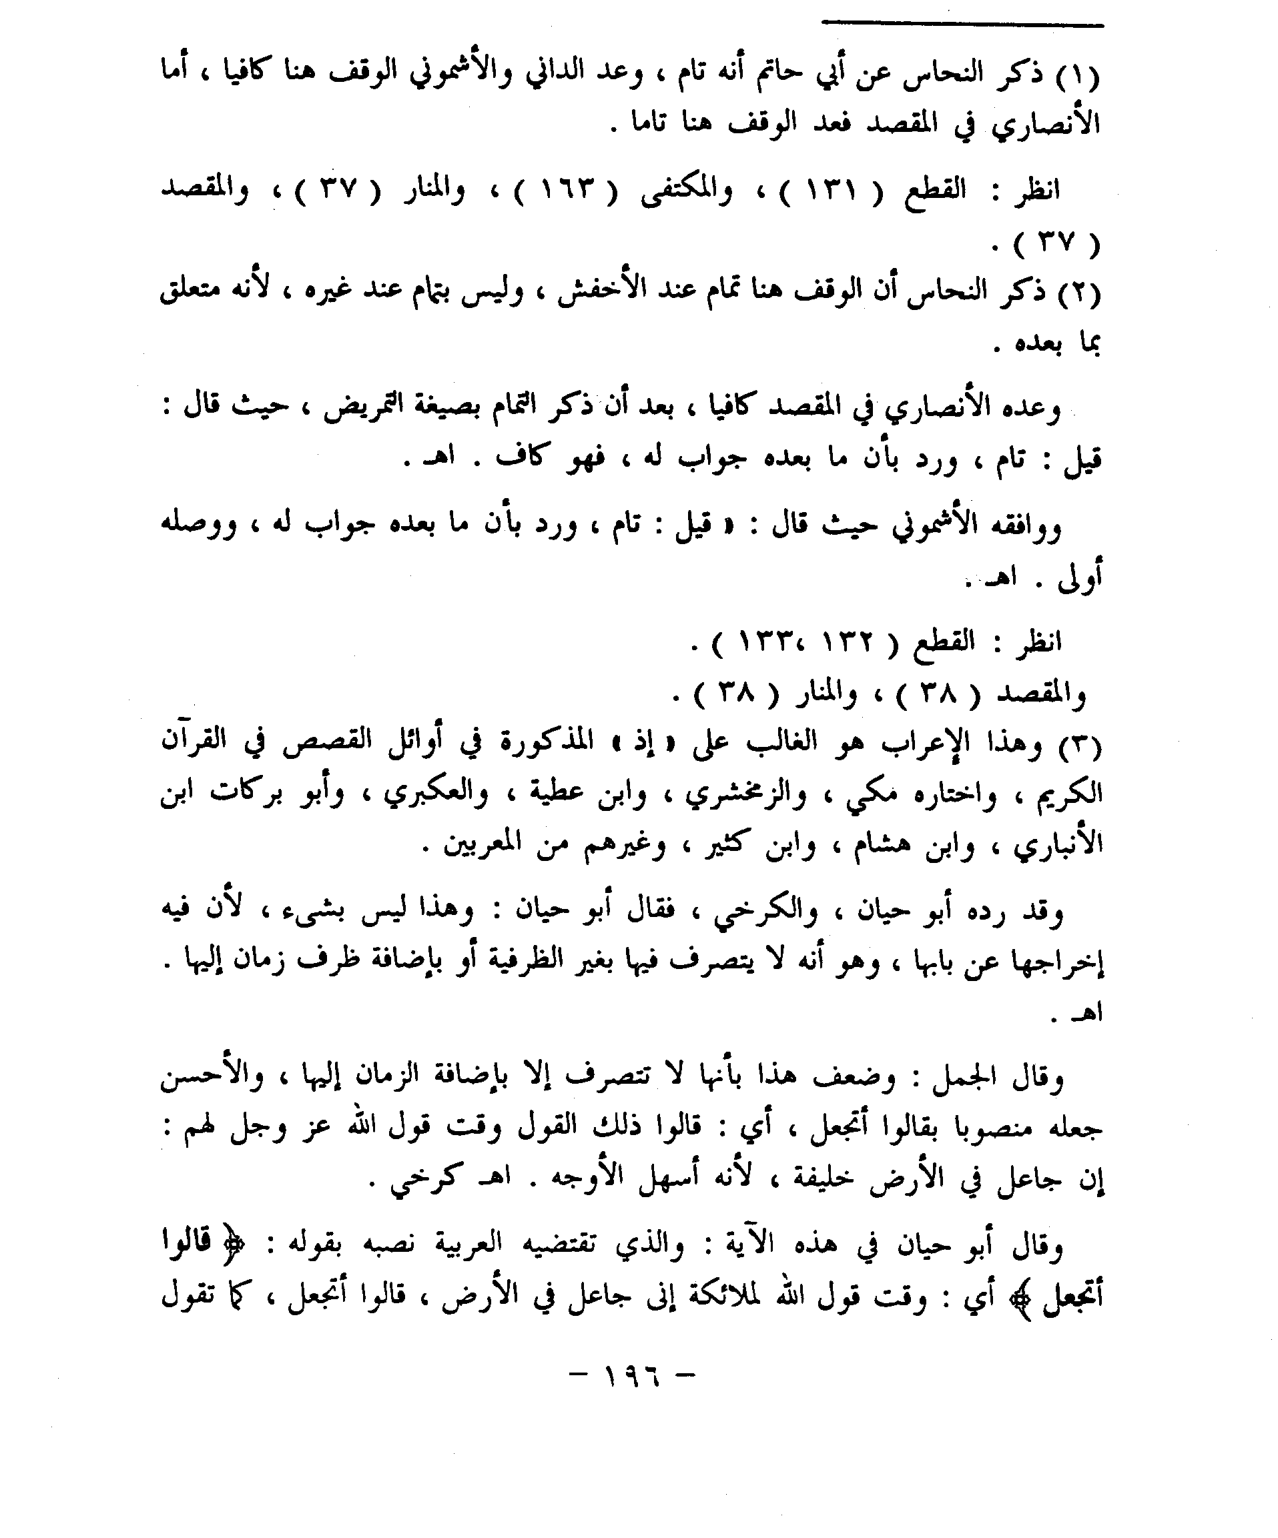 (١) ذكر النحاس عن أبي حاتم أنه تام ، وعد الداني والأشموني الوقف هنا كافيا ، أما
الأنصاري في المقصد فعد الوقف هنا تاما .
انظر : القطع ( ١٣١ ) ، والمكتفى ( ١٦٣ ) ، والمنار ( ٣٧ ) ، والمقصد
( ٣٧ ) .
(٢) ذكر النحاس أن الوقف هنا تمام عند الأخفش ، وليس بتمام عند غيره ، لأنه متعلق
بما بعده .
وعده الأنصاري في المقصد كافيا ، بعد أن ذكر التمام بصيغة التمريض ، حيث قال :
قيل : تام ، ورد بأن ما بعده جواب له ، فهو كاف . اهـ .
ووافقه الأشموني حيث قال : « قيل : تام ، ورد بأن ما بعده جواب له ، ووصله
أولى . اهـ .
انظر : القطع ( ١٣٢ ،١٣٣ ) .
والمقصد ( ٣٨ ) ، والمنار ( ٣٨ ) .
(٣) وهذا الإعراب هو الغالب على « إذ » المذكورة في أوائل القصص في القرآن
الكريم ، واختاره مكي ، والزمخشري ، وابن عطية ، والعكبري ، وأبو بركات ابن
الأنباري ، وابن هشام ، وابن كثير ، وغيرهم من المعربين .
وقد رده أبو حيان ، والكرخي ، فقال أبو حيان : وهذا ليس بشىء ، لأن فيه
إخراجها عن بابها ، وهو أنه لا يتصرف فيها بغير الظرفية أو بإضافة ظرف زمان إليها .
اهـ .
وقال الجمل : وضعف هذا بأنها لا تتصرف إلا بإضافة الزمان إليها ، والأحسن
جعله منصوبا بقالوا أتجعل ، أي : قالوا ذلك القول وقت قول الله عز وجل لهم :
إن جاعل في الأرض خليفة ، لأنه أسهل الأوجه . اهـ كرخي .
وقال أبو حيان في هذه الآية : والذي تقتضيه العربية نصبه بقوله : ﴿ قالوا
أتجعل ﴾ أي : وقت قول الله لملائكة إنى جاعل في الأرض ، قالوا أتجعل ، كما تقول
- ١٩٦ -